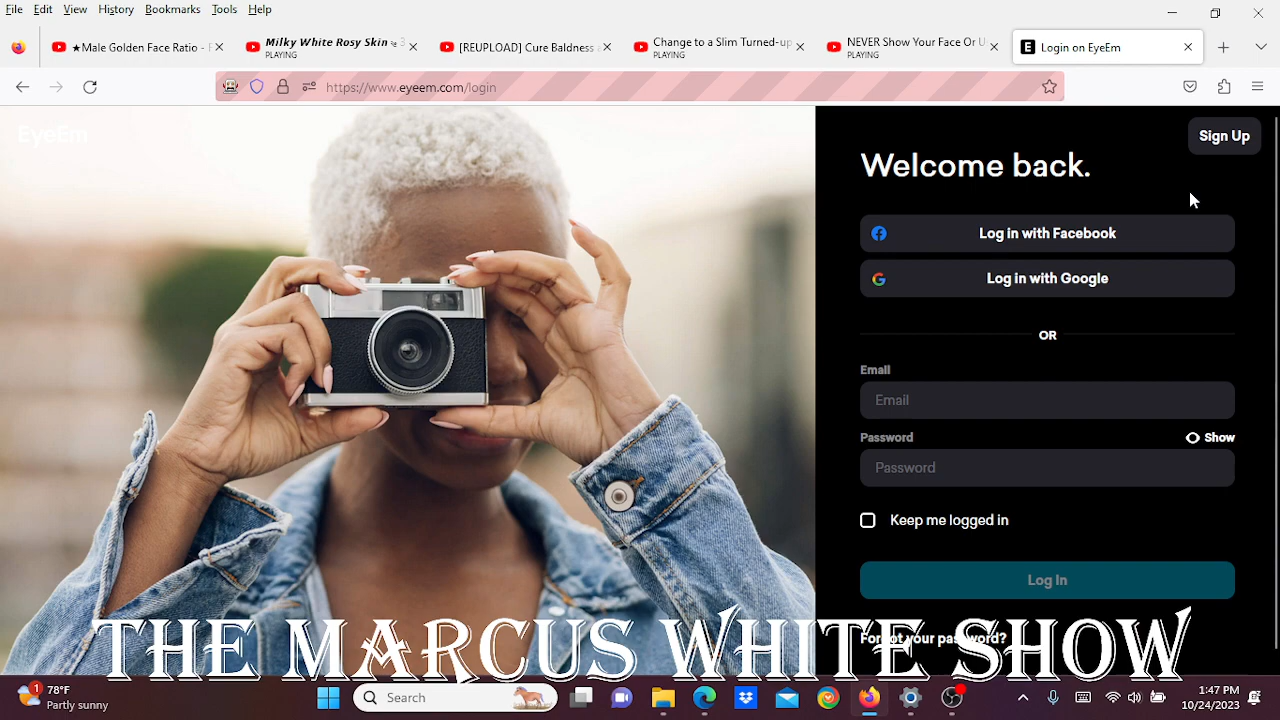 File Edit View History Bookmarks Tools Help
★Male Golden Face Ratio -
Milky White Rosy Skin
PLAYING
[REUPLOAD] Cure Baldness
Change to a Slim Turned-up
PLAYING
NEVER Show Your Face Or U
PLAYING
E Login on EyeEm
https://www.eyeem.com/login
EyeEm
Sign Up
Welcome back.
Log in with Facebook
Log in with Google
OR
Email
Email
Password
Show
Password
Keep me logged in
Log In
Forgot your password?
THE MARCUS WHITE SHOW
1
78°F
Partly sunny
Search
1:47 PM
10/24/2023